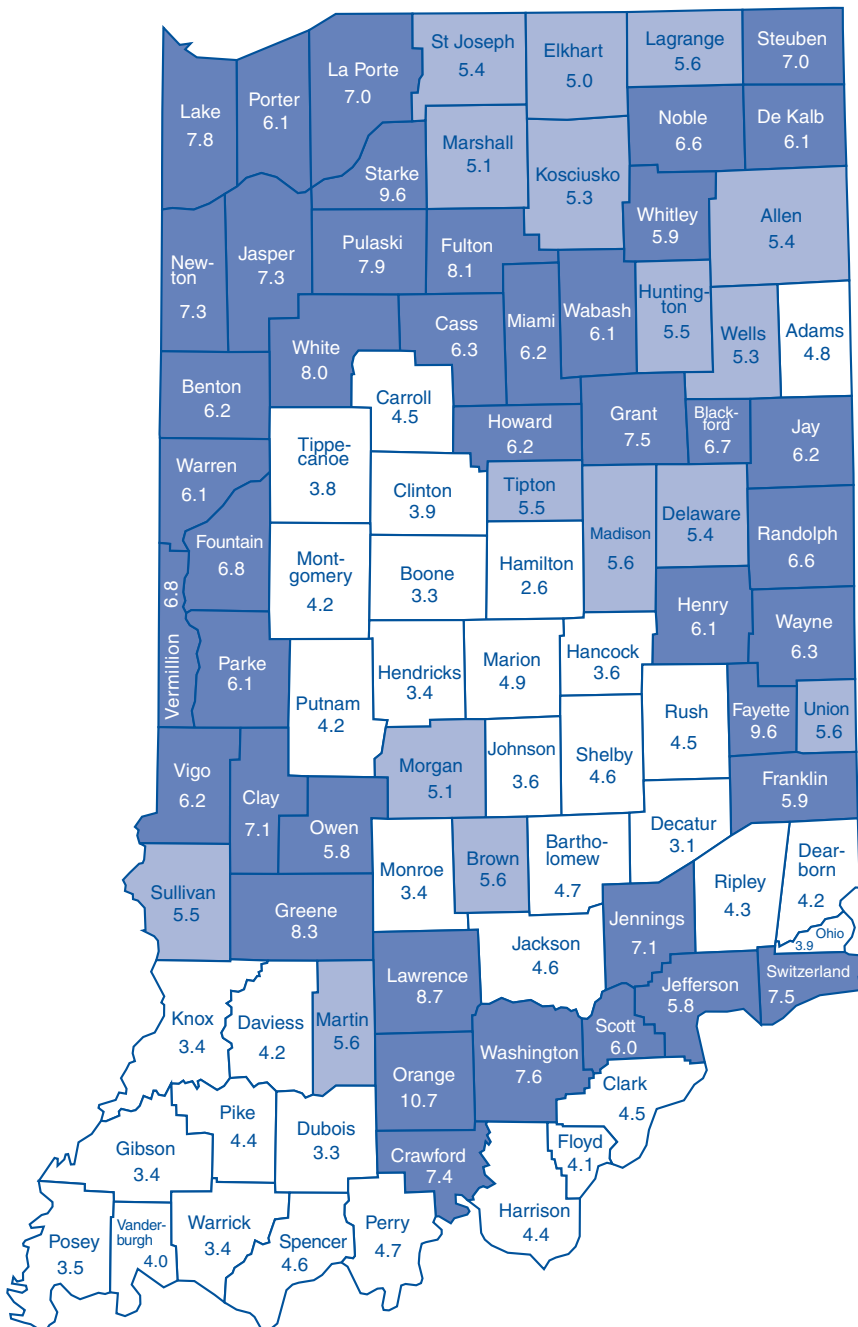 St Joseph
5.4
Elkhart
5.0
Lagrange
5.6
Steuben
7.0
La Porte
7.0
Porter
6.1
Lake
7.8
Noble
6.6
De Kalb
6.1
Marshall
5.1
Starke
9.6
Kosciusko
5.3
Whitley
5.9
Allen
5.4
New-
ton
7.3
Jasper
7.3
Pulaski
7.9
Fulton
8.1
Hunting-
ton
5.5
Wabash
6.1
Miami
6.2
Cass
6.3
White
8.0
Wells
5.3
Adams
4.8
Benton
6.2
Carroll
4.5
Howard
6.2
Grant
7.5
Black-
ford
6.7
Jay
6.2
Tippe-
canoe
3.8
Warren
6.1
Clinton
3.9
Tipton
5.5
Madison
5.6
Delaware
5.4
Randolph
6.6
Fountain
6.8
Mont-
gomery
4.2
Boone
3.3
Hamilton
2.6
Vermillion 6.8
Henry
6.1
Wayne
6.3
Parke
6.1
Hendricks
3.4
Marion
4.9
Hancock
3.6
Putnam
4.2
Rush
4.5
Fayette
9.6
Union
5.6
Vigo
6.2
Clay
7.1
Owen
5.8
Morgan
5.1
Johnson
3.6
Shelby
4.6
Franklin
5.9
Decatur
3.1
Sullivan
5.5
Greene
8.3
Monroe
3.4
Brown
5.6
Bartho-
lomew
4.7
Jennings
7.1
Ripley
4.3
Dear-
born
4.2
Ohio
3.9
Lawrence
8.7
Jackson
4.6
Jefferson
5.8
Switzerland
7.5
Knox
3.4
Daviess
4.2
Martin
5.6
Scott
6.0
Washington
7.6
Orange
10.7
Clark
4.5
Pike
4.4
Dubois
3.3
Gibson
3.4
Crawford
7.4
Floyd
4.1
Harrison
4.4
Posey
3.5
Vander-
burgh
4.0
Warrick
3.4
Spencer
4.6
Perry
4.7